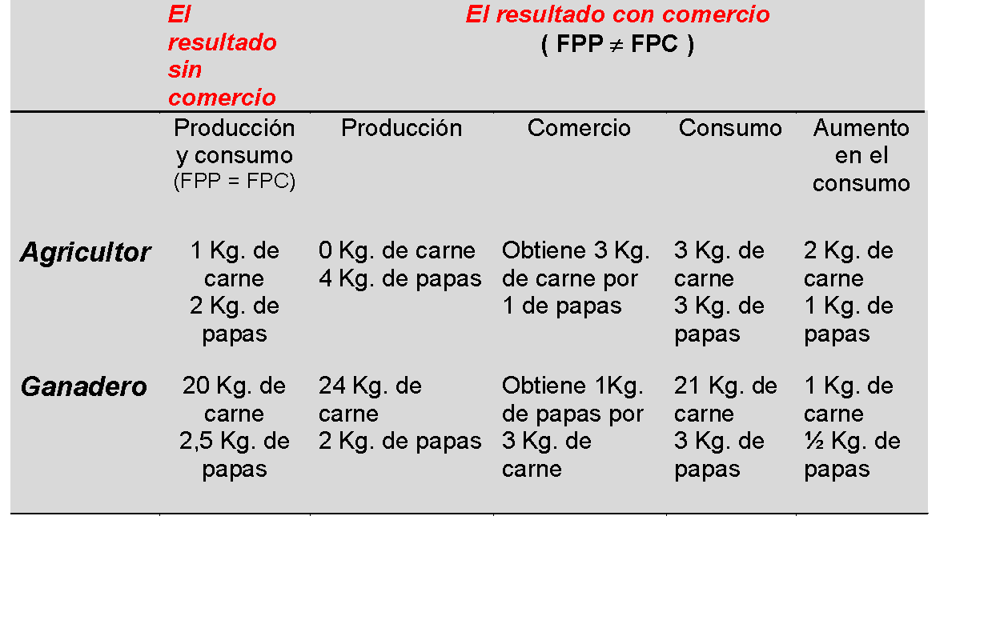 El
resultado
sin
comercio
El resultado con comercio
( FPP ≠ FPC )
Producción
y consumo
(FPP = FPC)
Producción
Comercio
Consumo
Aumento
en el
consumo
Agricultor
1 Kg. de
carne
2 Kg. de
papas
0 Kg. de carne
4 Kg. de papas
Obtiene 3 Kg.
de carne por
1 de papas
3 Kg. de
carne
3 Kg. de
papas
2 Kg. de
carne
1 Kg. de
papas
Ganadero
20 Kg. de
carne
2,5 Kg. de
papas
24 Kg. de
carne
2 Kg. de papas
Obtiene 1Kg.
de papas por
3 Kg. de
carne
21 Kg. de
carne
3 Kg. de
papas
1 Kg. de
carne
½ Kg. de
papas